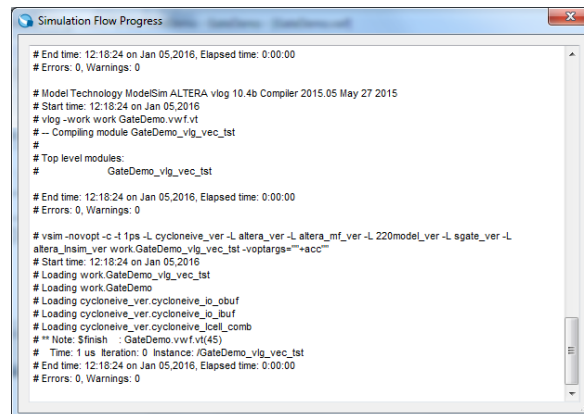 Simulation Flow Progress
# End time: 12:18:24 on Jan 05,2016, Elapsed time: 0:00:00
# Errors: 0, Warnings: 0
# Model Technology ModelSim ALTERA vlog 10.4b Compiler 2015.05 May 27 2015
# Start time: 12:18:24 on Jan 05,2016
# vlog -work work GateDemo.vwf.vt
# -- Compiling module GateDemo_vlg_vec_tst
#
# Top level modules:
# GateDemo_vlg_vec_tst
# End time: 12:18:24 on Jan 05,2016, Elapsed time: 0:00:00
# Errors: 0, Warnings: 0
# vsim -novopt -c -t 1ps -L cycloneive_ver -L altera_ver -L altera_mf_ver -L 220model_ver -L sgate_ver -L
altera_lnsim_ver work.GateDemo_vlg_vec_tst -voptargs=""+acc""
# Start time: 12:18:24 on Jan 05,2016
# Loading work.GateDemo_vlg_vec_tst
# Loading work.GateDemo
# Loading cycloneive_ver.cycloneive_io_obuf
# Loading cycloneive_ver.cycloneive_io_ibuf
# Loading cycloneive_ver.cycloneive_lcell_comb
# ** Note: $finish : GateDemo.vwf.vt(45)
# Time: 1 us Iteration: 0 Instance: /GateDemo_vlg_vec_tst
# End time: 12:18:24 on Jan 05,2016, Elapsed time: 0:00:00
# Errors: 0, Warnings: 0